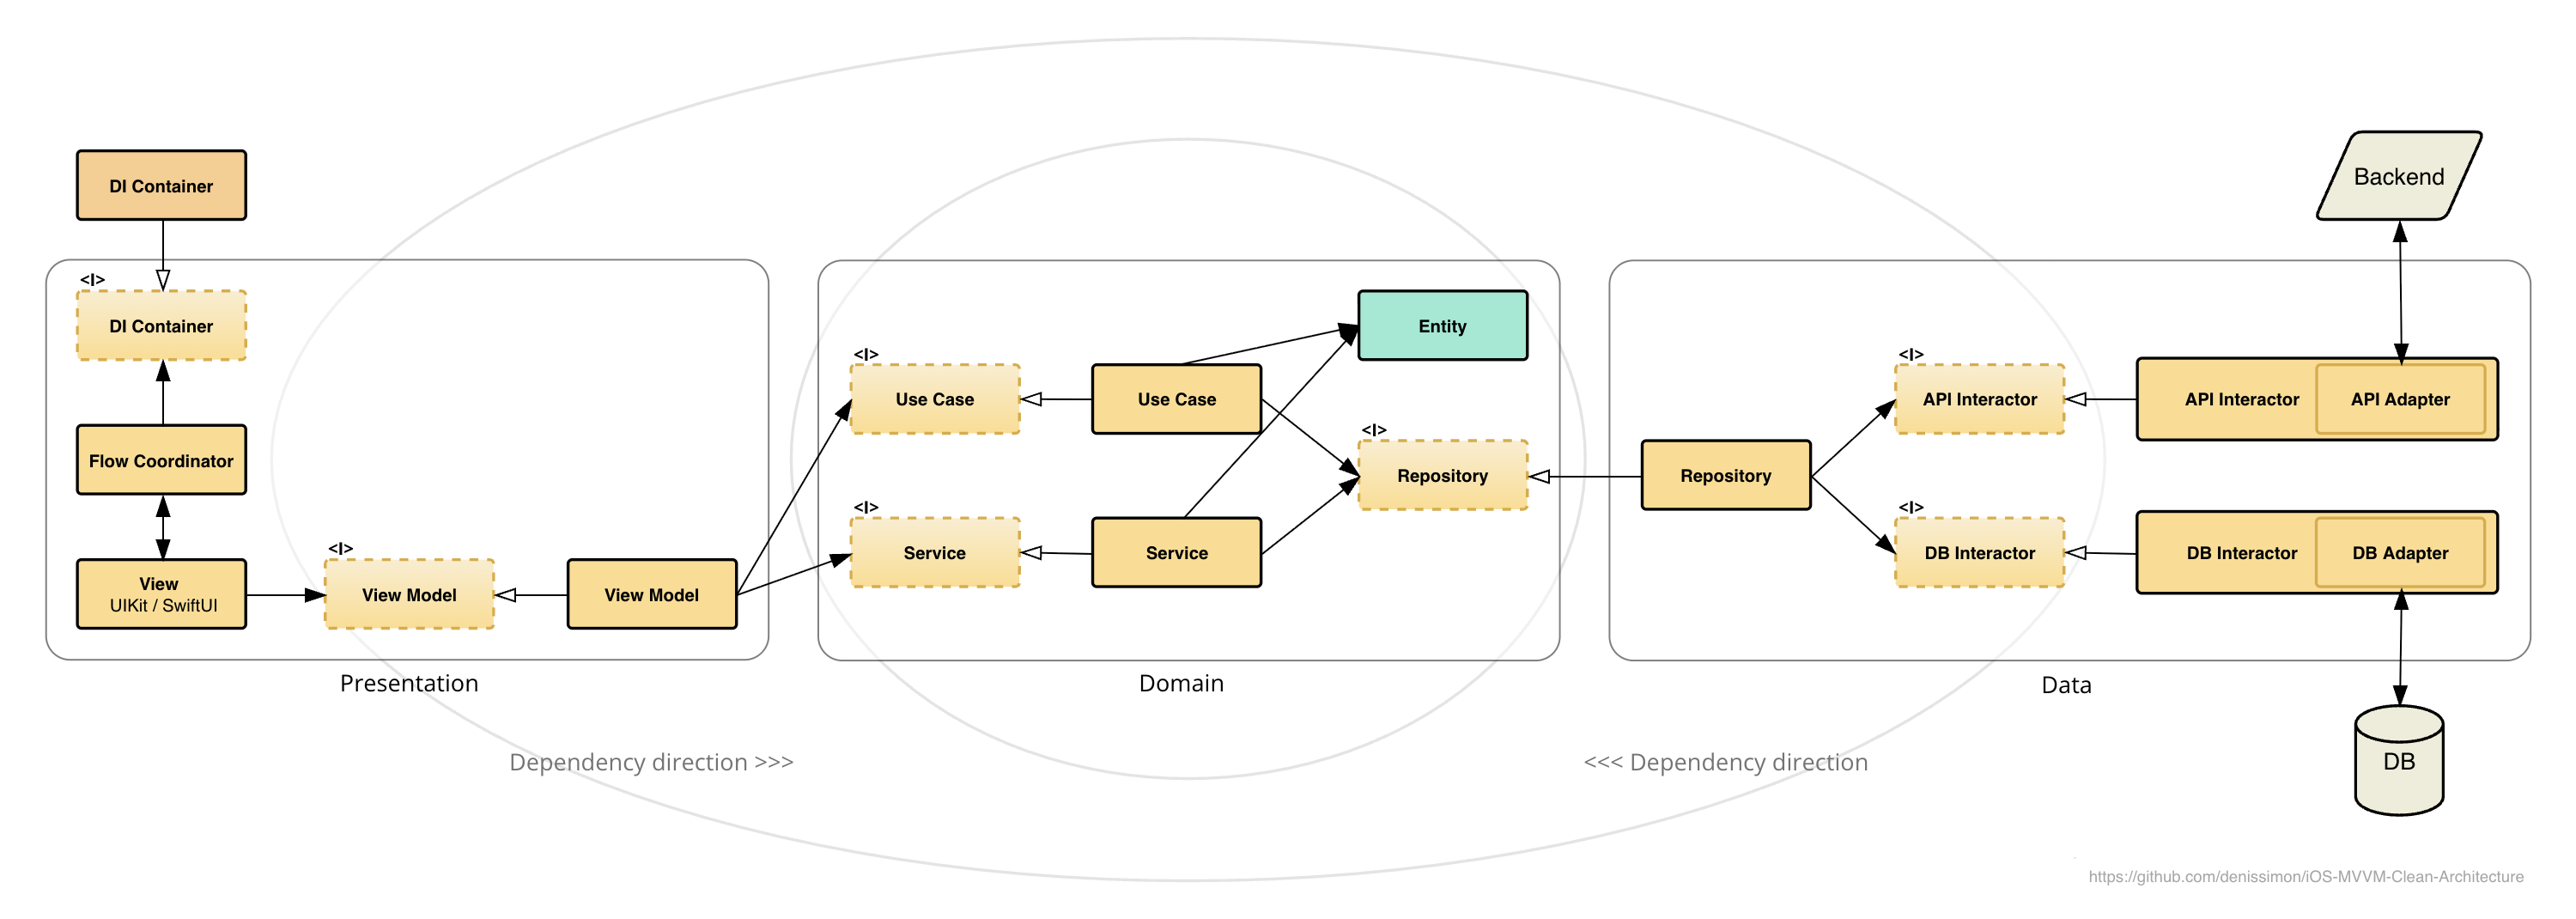 DI Container
Backend
<I>
DI Container
Entity
<I>
Use Case
Use Case
<I>
API Interactor
API Interactor
API Adapter
Flow Coordinator
<I>
Repository
Repository
<I>
Service
Service
<I>
DB Interactor
DB Interactor
DB Adapter
View
UIKit / SwiftUI
<I>
View Model
View Model
Presentation
Domain
Data
Dependency direction >>>
<<< Dependency direction
DB
https://github.com/denissimon/iOS-MVVM-Clean-Architecture